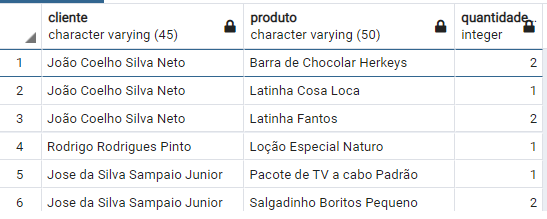 cliente produto quantidade...
character varying (45) character varying (50) integer
1 João Coelho Silva Neto Barra de Chocolar Herkeys 2
2 João Coelho Silva Neto Latinha Cosa Loca 1
3 João Coelho Silva Neto Latinha Fantos 2
4 Rodrigo Rodrigues Pinto Loção Especial Naturo 1
5 Jose da Silva Sampaio Junior Pacote de TV a cabo Padrão 1
6 Jose da Silva Sampaio Junior Salgadinho Boritos Pequeno 2